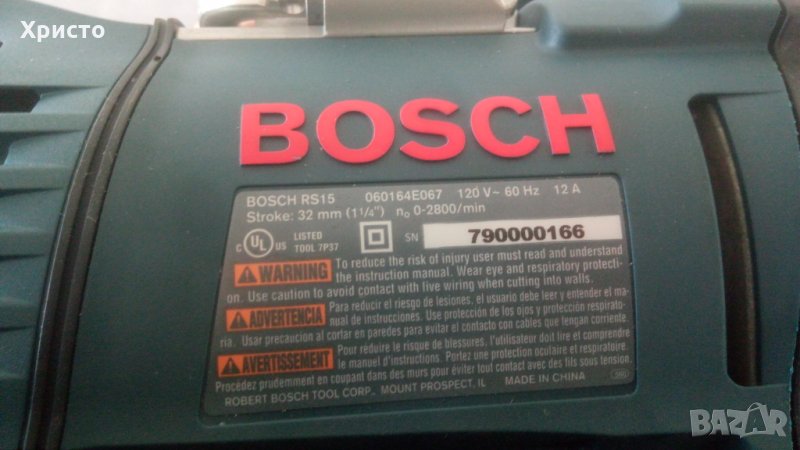 Христо
BOSCH
BOSCH RS15 060164E067 120 V~ 60 Hz 12 A
Stroke: 32 mm (1 1/4") n₀ 0-2800/min
C UL US LISTED TOOL 7P37 SN 790000166
WARNING To reduce the risk of injury user must read and understand
the instruction manual. Wear eye and respiratory protecti-
on. Use caution to avoid contact with live wiring when cutting into walls.
ADVERTENCIA Para reducir el riesgo de lesiones, el usuario debe leer y entender el ma-
nual de instrucciones. Use protección de los ojos y protección respirato-
ria. Usar precaucion al cortar en paredes para evitar el contacto con cables que tengan corriente.
AVERTISSEMENT Pour réduire le risque de blessures, l'utilisateur doit lire et comprendre
le manuel d'instructions. Portez une protection oculaire et respiratoire.
Procédez prudemment en coupant dans des murs pour éviter tout contact avec des fils sous tension.
ROBERT BOSCH TOOL CORP., MOUNT PROSPECT, IL MADE IN CHINA
BAZAR